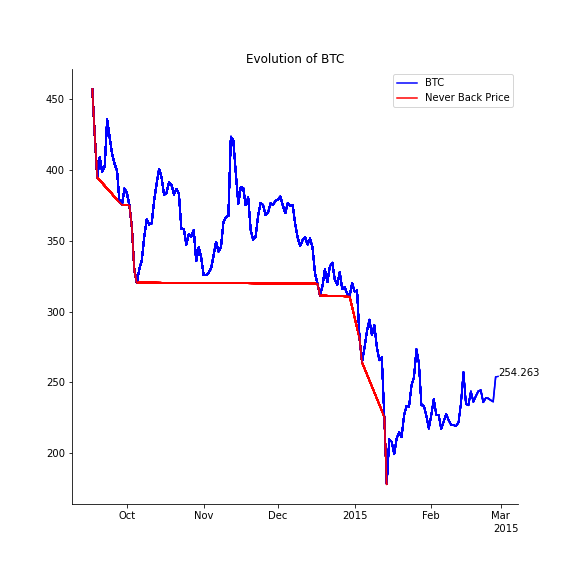 Evolution of BTC
BTC
Never Back Price
450
400
350
300
250
200
254.263
Oct
Nov
Dec
2015
Feb
Mar
2015